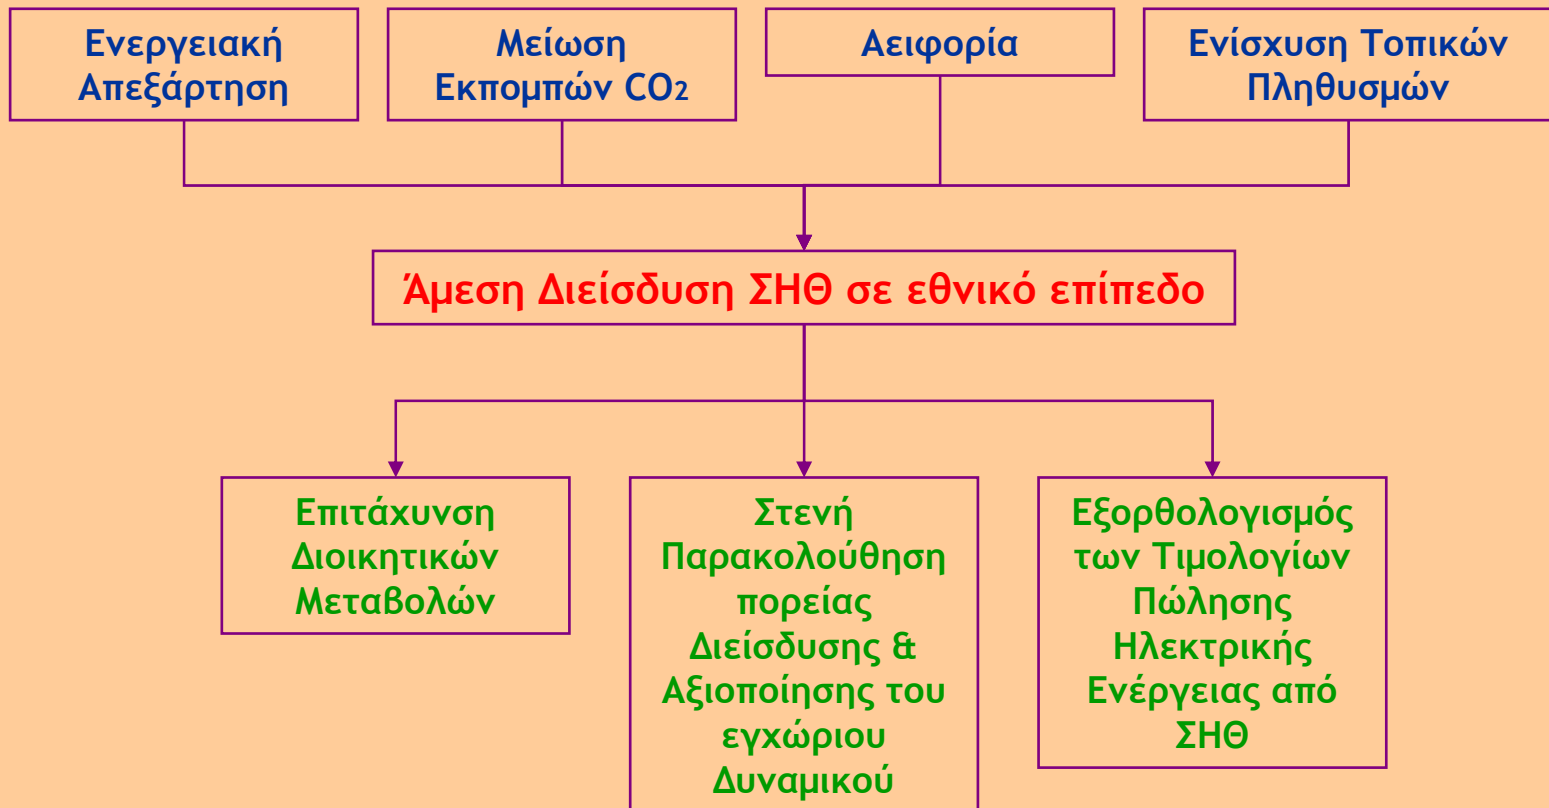 Ενεργειακή
Απεξάρτηση
Μείωση
Εκπομπών CO2
Αειφορία
Ενίσχυση Τοπικών
Πληθυσμών
Άμεση Διείσδυση ΣΗΘ σε εθνικό επίπεδο
Επιτάχυνση
Διοικητικών
Μεταβολών
Στενή
Παρακολούθηση
πορείας
Διείσδυσης &
Αξιοποίησης του
εγχώριου
Δυναμικού
Εξορθολογισμός
των Τιμολογίων
Πώλησης
Ηλεκτρικής
Ενέργειας από
ΣΗΘ